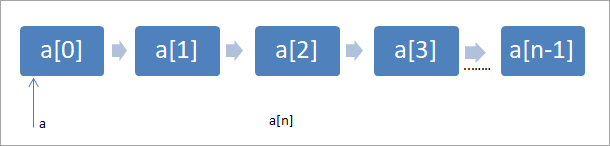 a[0] a[1] a[2] a[3] ........ a[n-1]
a a[n]